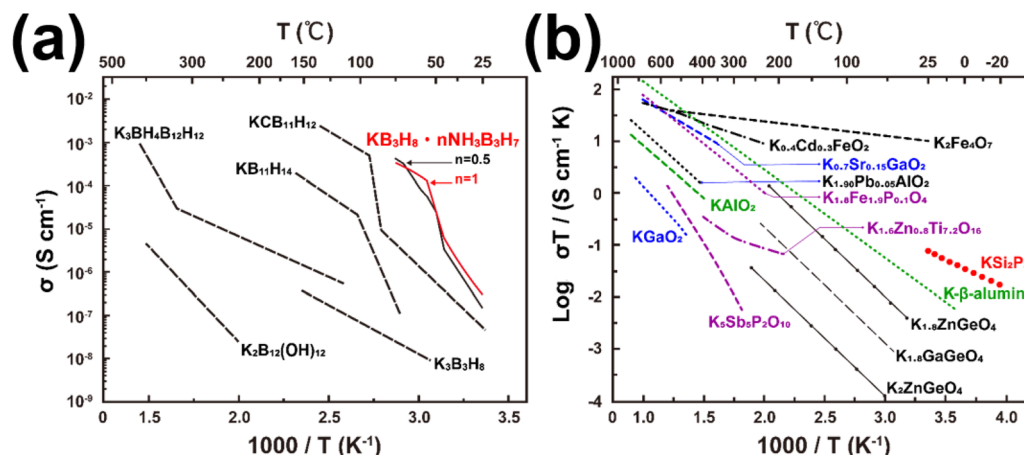 (a)
T (℃)
500 300 200 150 100 50 25
10⁻²
10⁻³
10⁻⁴
10⁻⁵
10⁻⁶
10⁻⁷
10⁻⁸
10⁻⁹
σ (S cm⁻¹)
K₃BH₄B₁₂H₁₂
KCB₁₁H₁₂
KB₃H₈・nNH₃B₃H₇
n=0.5
n=1
KB₁₁H₁₄
K₂B₁₂(OH)₁₂
K₃B₃H₈
0 1.5 2.0 2.5 3.0 3.5
1000 / T (K⁻¹)
(b)
T (℃)
1000 600 400 300 200 100 25 0 -20
2
1
0
-1
-2
-3
-4
Log σT / (S cm⁻¹ K)
K₂Fe₄O₇
K₀.₄Cd₀.₃FeO₂
K₀.₇Sr₀.₁₅GaO₂
K₁.₉₀Pb₀.₀₅AlO₂
KAlO₂
K₁.₈Fe₁.₉P₀.₁O₄
K₁.₆Zn₀.₈Ti₇.₂O₁₆
KGaO₂
KSi₂P
K-β-alumin
K₅Sb₅P₂O₁₀
K₁.₈ZnGeO₄
K₁.₈GaGeO₄
K₂ZnGeO₄
0 1.0 1.5 2.0 2.5 3.0 3.5 4.0
1000 / T (K⁻¹)